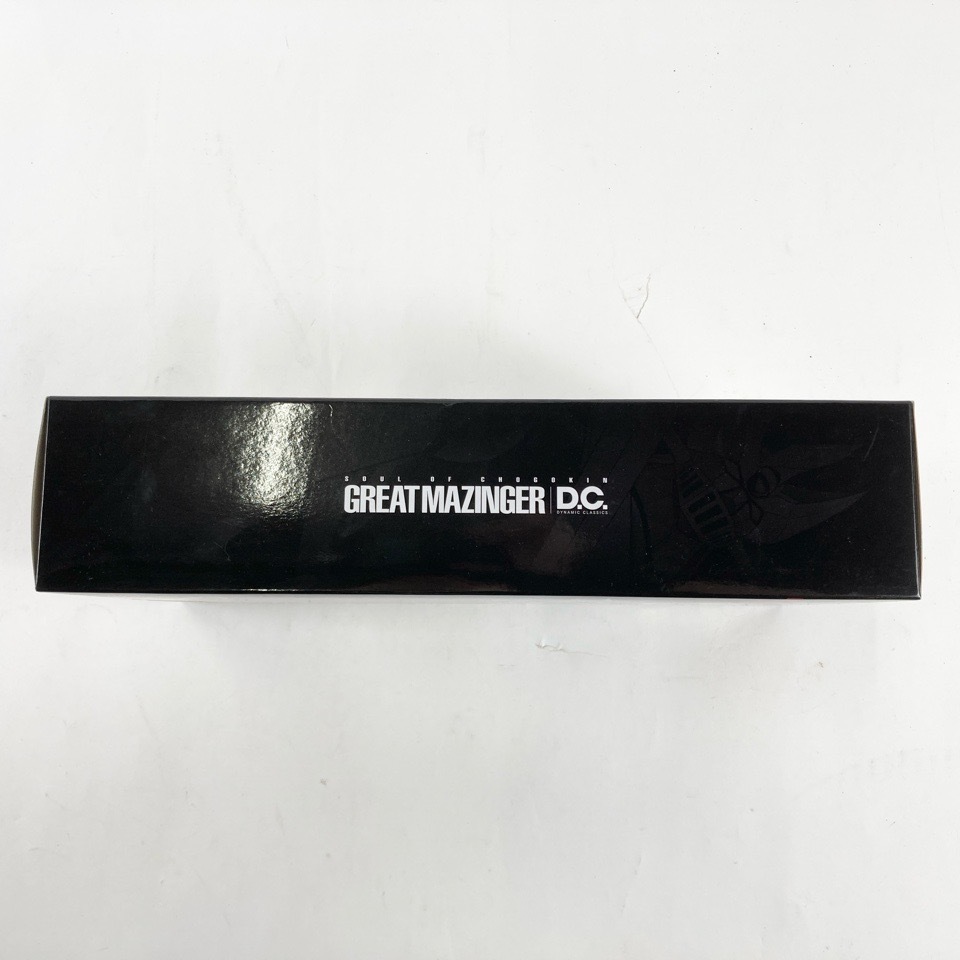 SOUL OF CHOGOKIN
GREAT MAZINGER D.C.
DYNAMIC CLASSICS